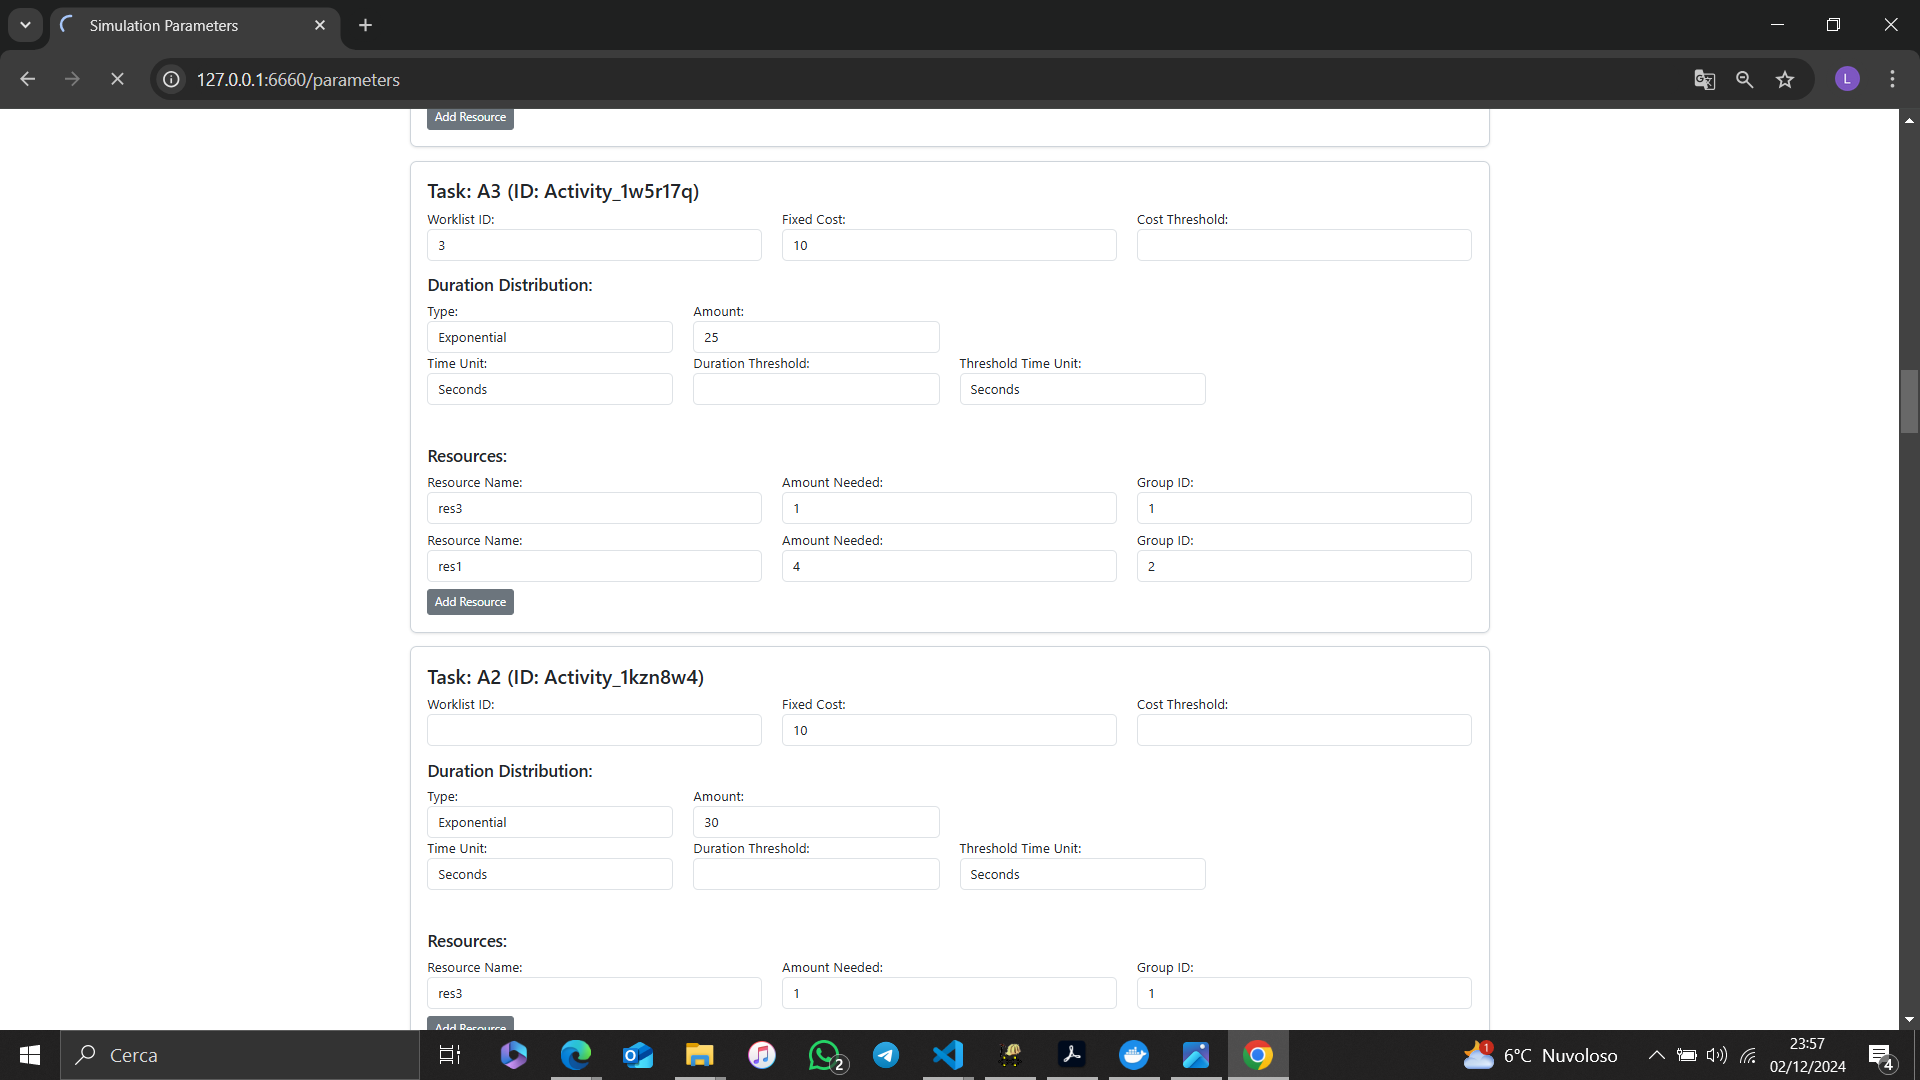 Simulation Parameters
127.0.0.1:6660/parameters
L
Add Resource
Task: A3 (ID: Activity_1w5r17q)
Worklist ID: Fixed Cost: Cost Threshold:
3 10
Duration Distribution:
Type: Amount:
Exponential 25
Time Unit: Duration Threshold: Threshold Time Unit:
Seconds Seconds
Resources:
Resource Name: Amount Needed: Group ID:
res3 1 1
Resource Name: Amount Needed: Group ID:
res1 4 2
Add Resource
Task: A2 (ID: Activity_1kzn8w4)
Worklist ID: Fixed Cost: Cost Threshold:
10
Duration Distribution:
Type: Amount:
Exponential 30
Time Unit: Duration Threshold: Threshold Time Unit:
Seconds Seconds
Resources:
Resource Name: Amount Needed: Group ID:
res3 1 1
Add Resource
Cerca 2 1 6°C Nuvoloso 23:57
02/12/2024 4